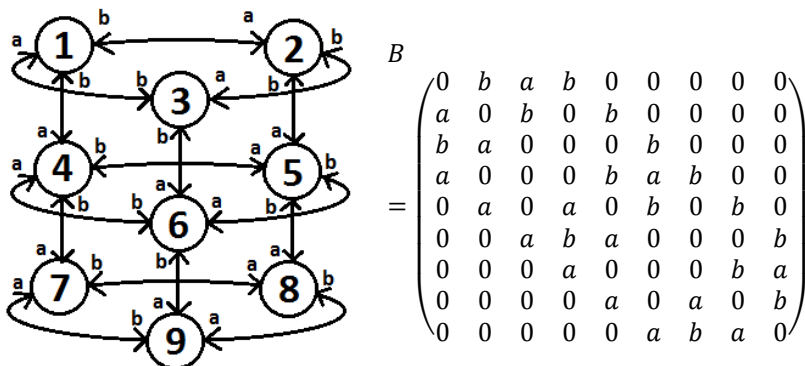 b a
a 1 2 b
b b 3 a b
a b a
b a
a 4 5 b
a
b b 6 a b
a b a
b a
a 7 8 b
a
b 9 a
B
=
0 b a b 0 0 0 0 0
a 0 b 0 b 0 0 0 0
b a 0 0 0 b 0 0 0
a 0 0 0 b a b 0 0
0 a 0 a 0 b 0 b 0
0 0 a b a 0 0 0 b
0 0 0 a 0 0 0 b a
0 0 0 0 a 0 a 0 b
0 0 0 0 0 a b a 0